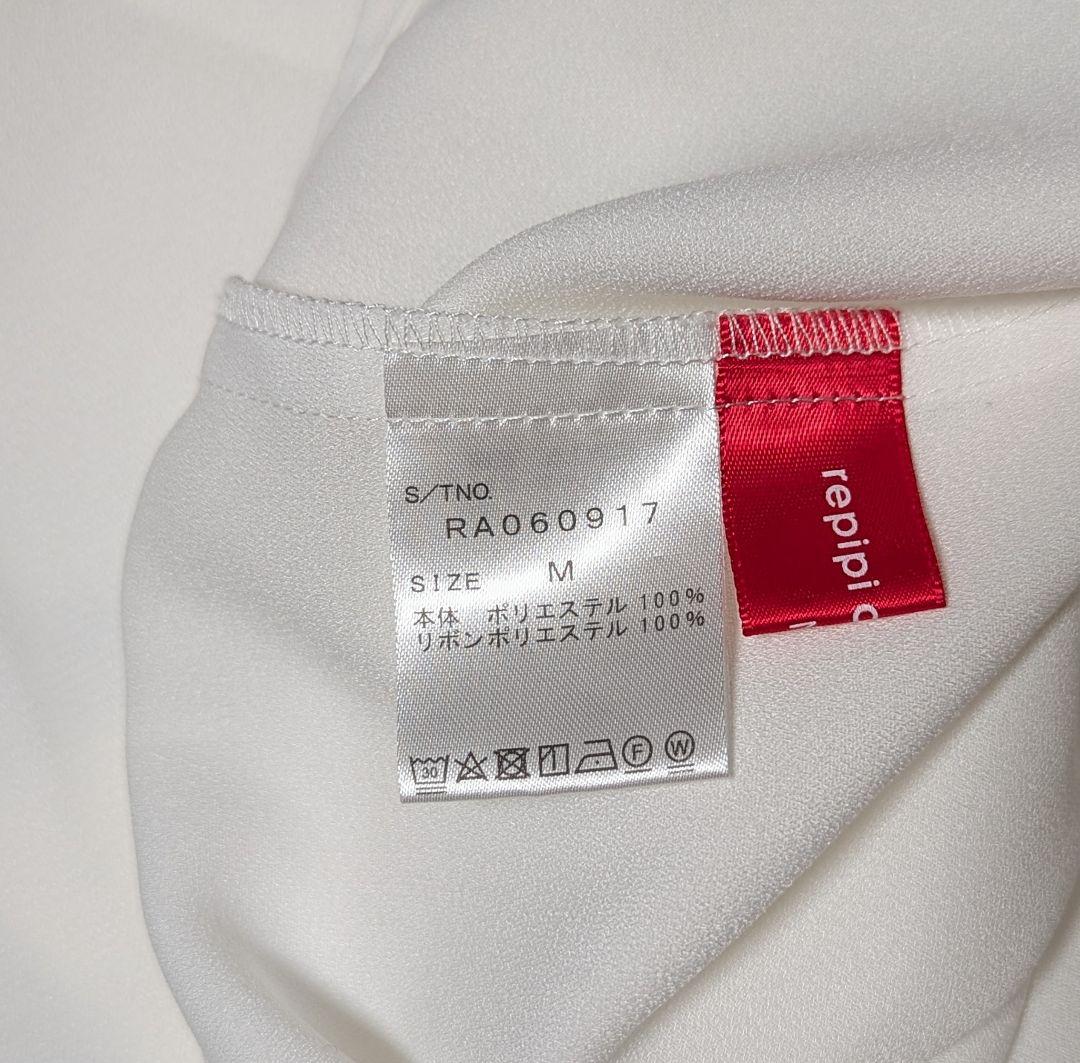 S/TNO.
RA060917
SIZE M
本体 ポリエステル 100%
リボンポリエステル 100%
30
F
W
repipi